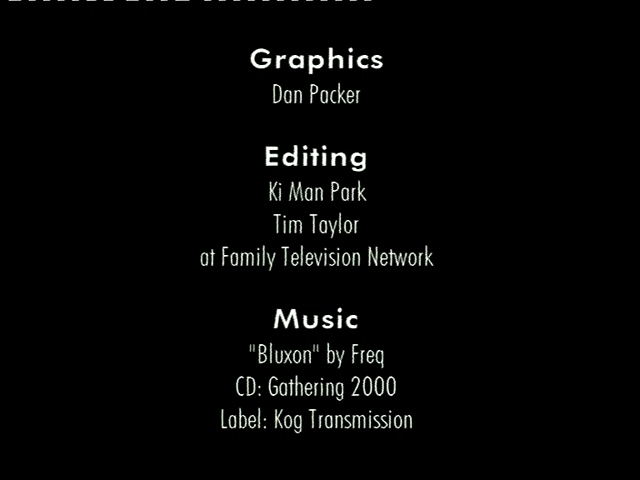 Graphics
Dan Packer
Editing
Ki Man Park
Tim Taylor
at Family Television Network
Music
"Bluxon" by Freq
CD: Gathering 2000
Label: Kog Transmission